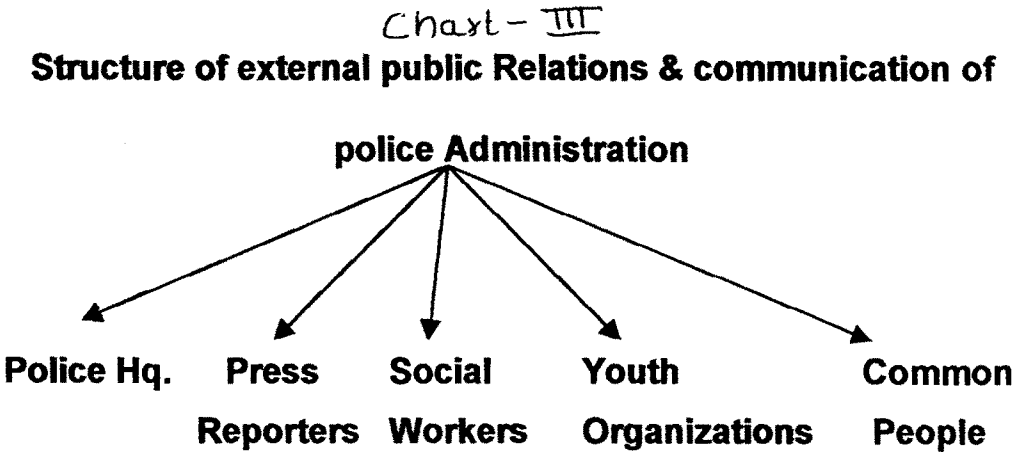 Chart - III
Structure of external public Relations & communication of
police Administration
Police Hq. Press Social Youth Common
Reporters Workers Organizations People